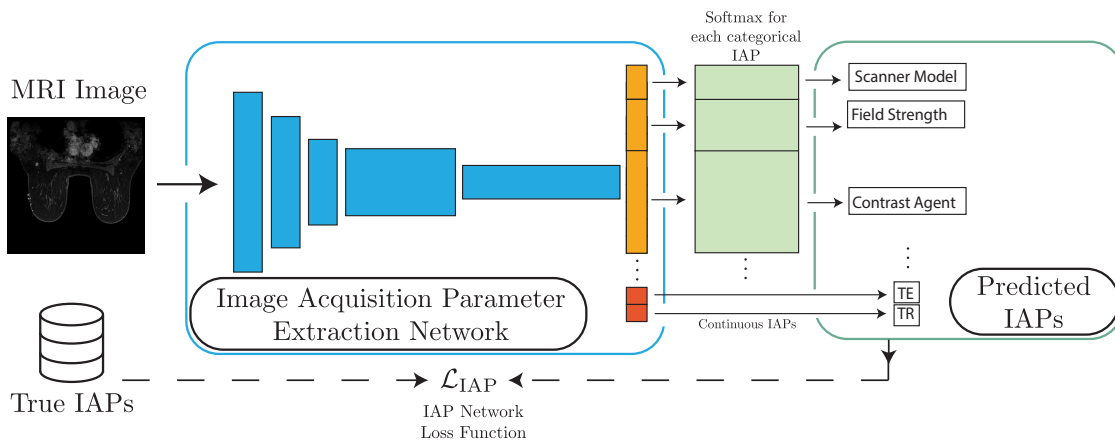 Softmax for
each categorical
IAP
MRI Image
Scanner Model
Field Strength
Contrast Agent
Image Acquisition Parameter
Extraction Network
TE
TR
Continuous IAPs
Predicted
IAPs
True IAPs
ℒ_IAP
IAP Network
Loss Function